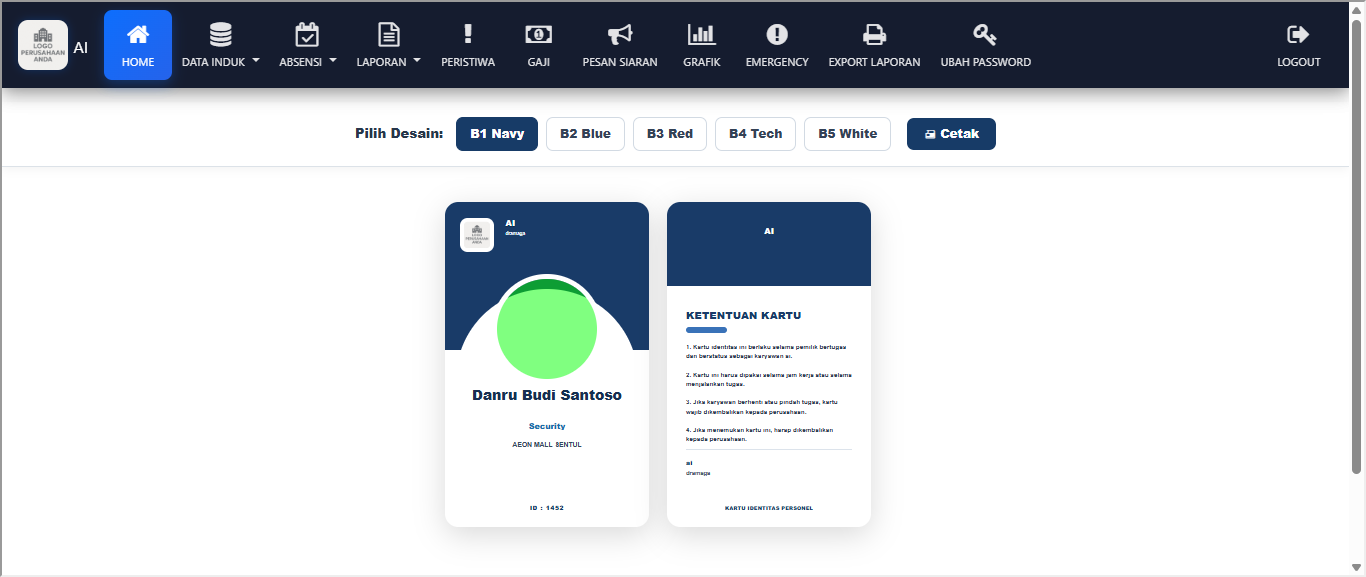 LOGO
PERUSAHAAN
ANDA
AI
HOME
DATA INDUK
ABSENSI
LAPORAN
PERISTIWA
GAJI
PESAN SIARAN
GRAFIK
EMERGENCY
EXPORT LAPORAN
UBAH PASSWORD
LOGOUT
Pilih Desain:
B1 Navy
B2 Blue
B3 Red
B4 Tech
B5 White
Cetak
LOGO
PERUSAHAAN
ANDA
AI
Danru Budi Santoso
Security
AEON MALL SENTUL
ID : 1452
AI
KETENTUAN KARTU
1. Kartu identitas ini berlaku selama pemilik bertugas
dan berstatus sebagai karyawan ai.
2. Kartu ini harus dipakai selama jam kerja atau selama
menjalankan tugas.
3. Jika karyawan berhenti atau pindah tugas, kartu
wajib dikembalikan kepada perusahaan.
4. Jika menemukan kartu ini, harap dikembalikan
kepada perusahaan.
ai
KARTU IDENTITAS PERSONEL